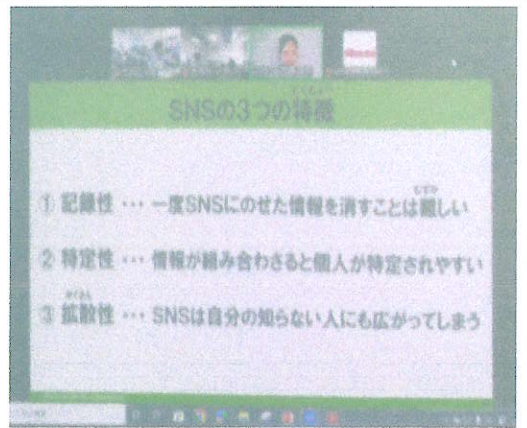 SNSの3つの特徴
① 記録性 … 一度SNSにのせた情報を消すことは難しい
② 特定性 … 情報が組み合わさると個人が特定されやすい
③ 拡散性 … SNSは自分の知らない人にも広がってしまう